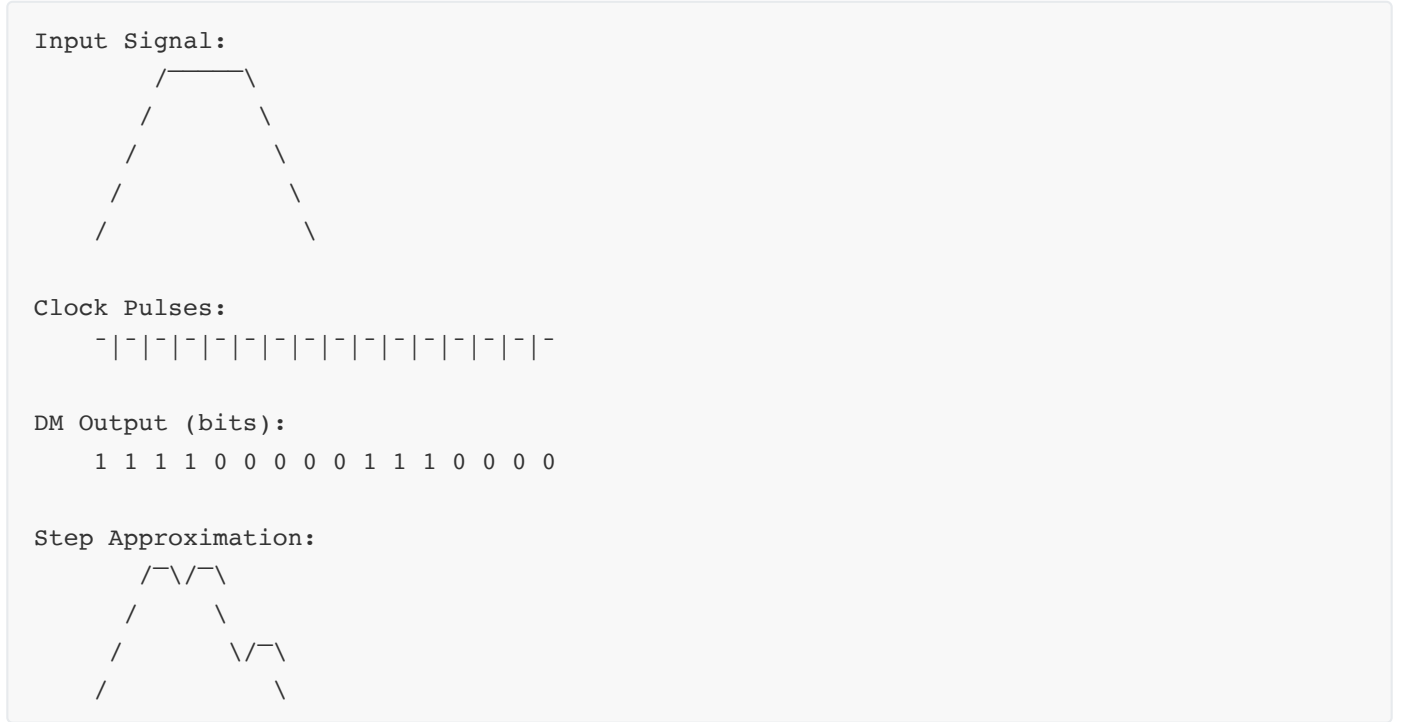 Input Signal:
        /‾‾‾‾‾\
       /       \
      /         \
     /           \
    /             \
Clock Pulses:
    ¯|¯|¯|¯|¯|¯|¯|¯|¯|¯|¯|¯|¯|¯|¯|¯
DM Output (bits):
    1 1 1 1 0 0 0 0 0 1 1 1 0 0 0 0
Step Approximation:
       /‾\/‾\
      /     \
     /       \/‾\
    /           \